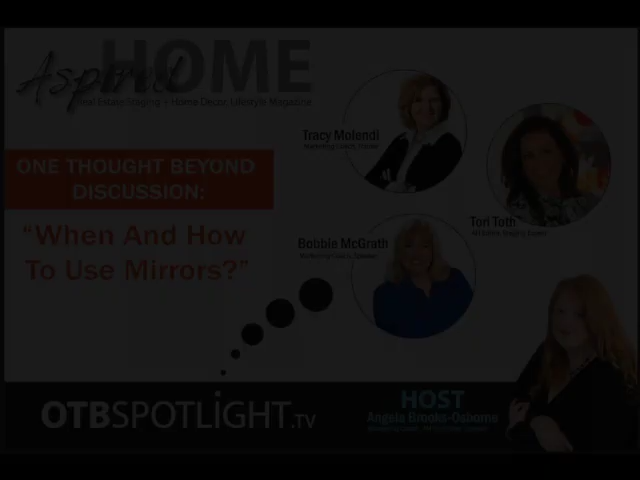 Aspired HOME
Real Estate Staging - Home Decor, Lifestyle Magazine
ONE THOUGHT BEYOND
DISCUSSION:
“When And How
To Use Mirrors?”
Tracy Molendi
Bobbie McGrath
Tori Toth
OTBSPOTLiGHT.TV
HOST
Angela Brooks-Osborne